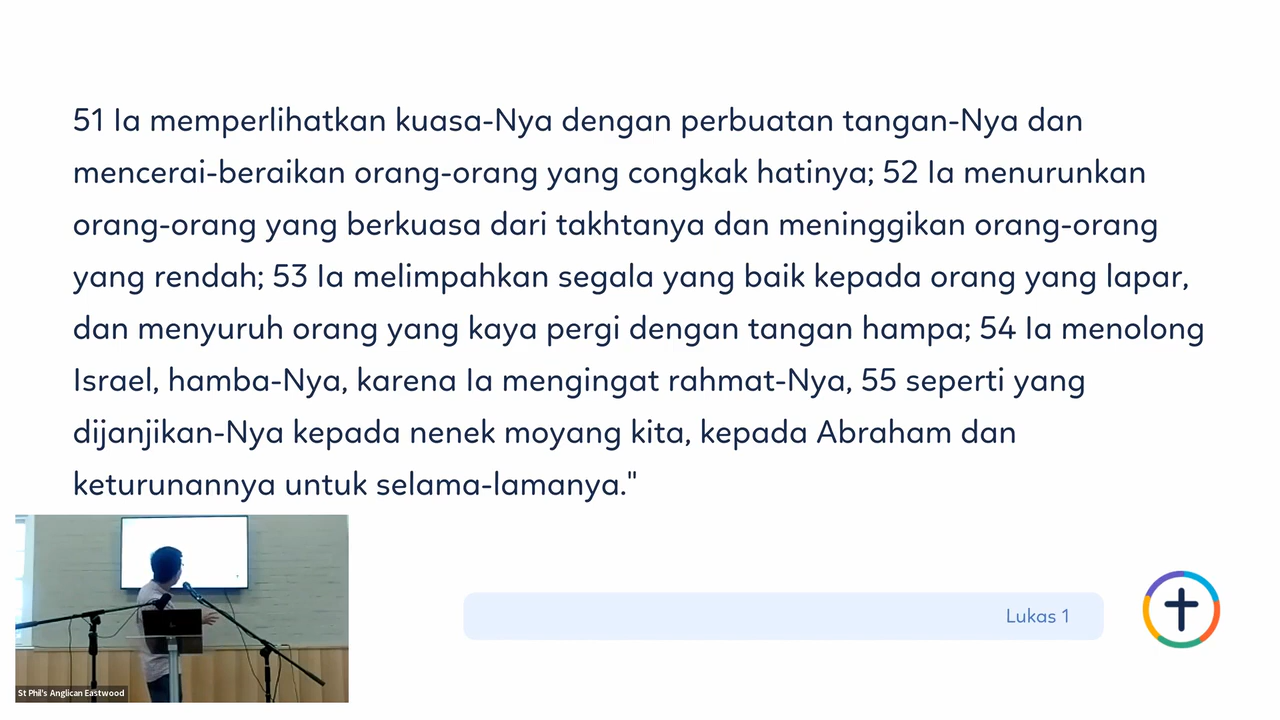 51 Ia memperlihatkan kuasa-Nya dengan perbuatan tangan-Nya dan
mencerai-beraikan orang-orang yang congkak hatinya; 52 Ia menurunkan
orang-orang yang berkuasa dari takhtanya dan meninggikan orang-orang
yang rendah; 53 Ia melimpahkan segala yang baik kepada orang yang lapar,
dan menyuruh orang yang kaya pergi dengan tangan hampa; 54 Ia menolong
Israel, hamba-Nya, karena Ia mengingat rahmat-Nya, 55 seperti yang
dijanjikan-Nya kepada nenek moyang kita, kepada Abraham dan
keturunannya untuk selama-lamanya."
Lukas 1
St Phil's Anglican Eastwood